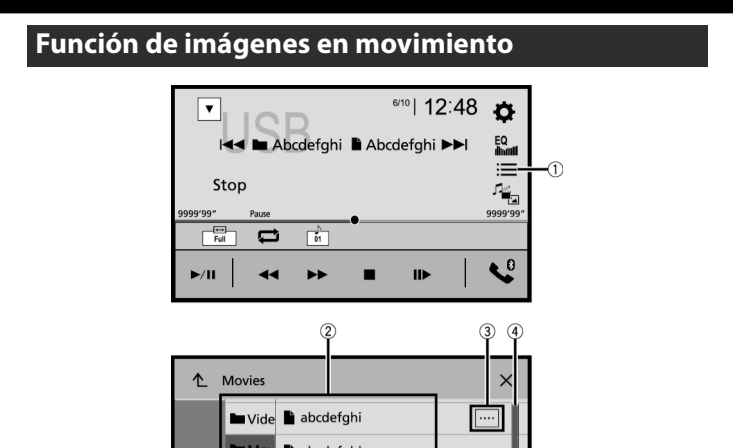 Función de imágenes en movimiento
▼ 6/10 | 12:48
USB
EQ
Abcdefghi Abcdefghi
①
Stop
9999'99" Pause 9999'99"
Full 01
② ③ ④
Movies ×
Vide abcdefghi